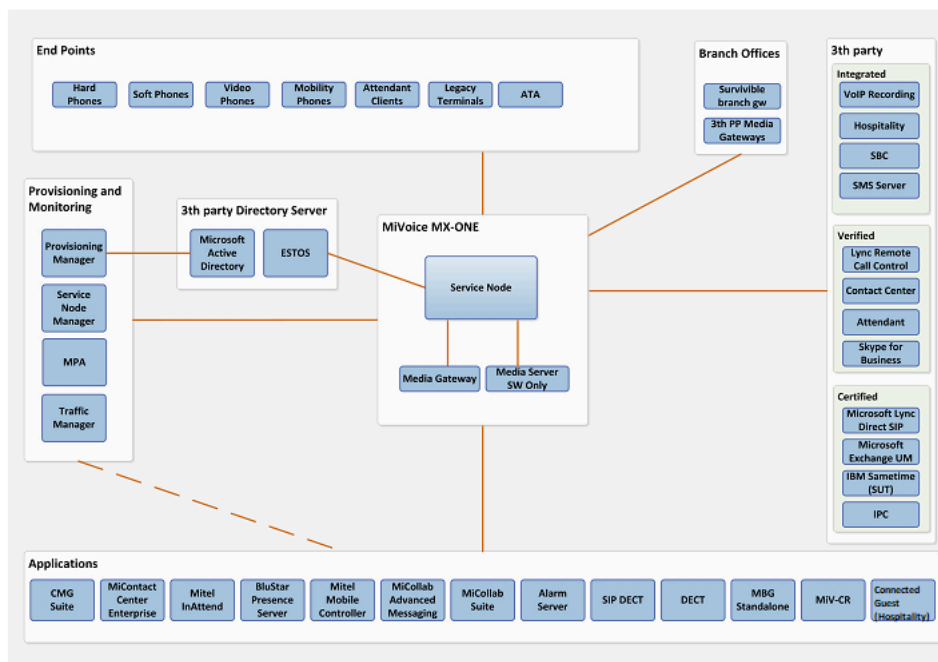 End Points
Hard
Phones
Soft Phones
Video
Phones
Mobility
Phones
Attendant
Clients
Legacy
Terminals
ATA
Branch Offices
Survivible
branch gw
3th PP Media
Gateways
3th party
Integrated
VoIP Recording
Hospitality
SBC
SMS Server
Verified
Lync Remote
Call Control
Contact Center
Attendant
Skype for
Business
Certified
Microsoft Lync
Direct SIP
Microsoft
Exchange UM
IBM Sametime
(SUT)
IPC
Provisioning and
Monitoring
Provisioning
Manager
Service
Node
Manager
MPA
Traffic
Manager
3th party Directory Server
Microsoft
Active
Directory
ESTOS
MiVoice MX-ONE
Service Node
Media Gateway
Media Server
SW Only
Applications
CMG
Suite
MiContact
Center
Enterprise
Mitel
InAttend
BluStar
Presence
Server
Mitel
Mobile
Controller
MiCollab
Advanced
Messaging
MiCollab
Suite
Alarm
Server
SIP DECT
DECT
MBG
Standalone
MiV-CR
Connected
Guest
(Hospitality)